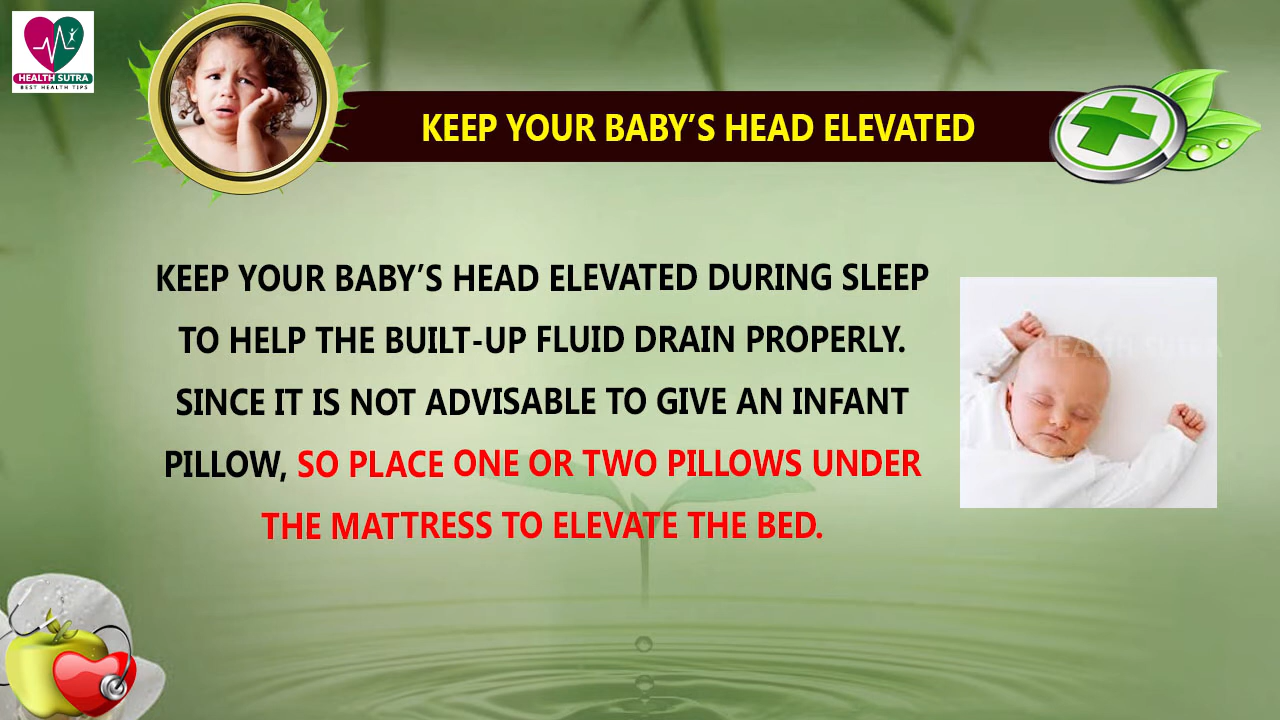 HEALTH SUTRA
BEST HEALTH TIPS
KEEP YOUR BABY'S HEAD ELEVATED
KEEP YOUR BABY'S HEAD ELEVATED DURING SLEEP
TO HELP THE BUILT-UP FLUID DRAIN PROPERLY.
SINCE IT IS NOT ADVISABLE TO GIVE AN INFANT
PILLOW, SO PLACE ONE OR TWO PILLOWS UNDER
THE MATTRESS TO ELEVATE THE BED.
HEALTH SUTRA